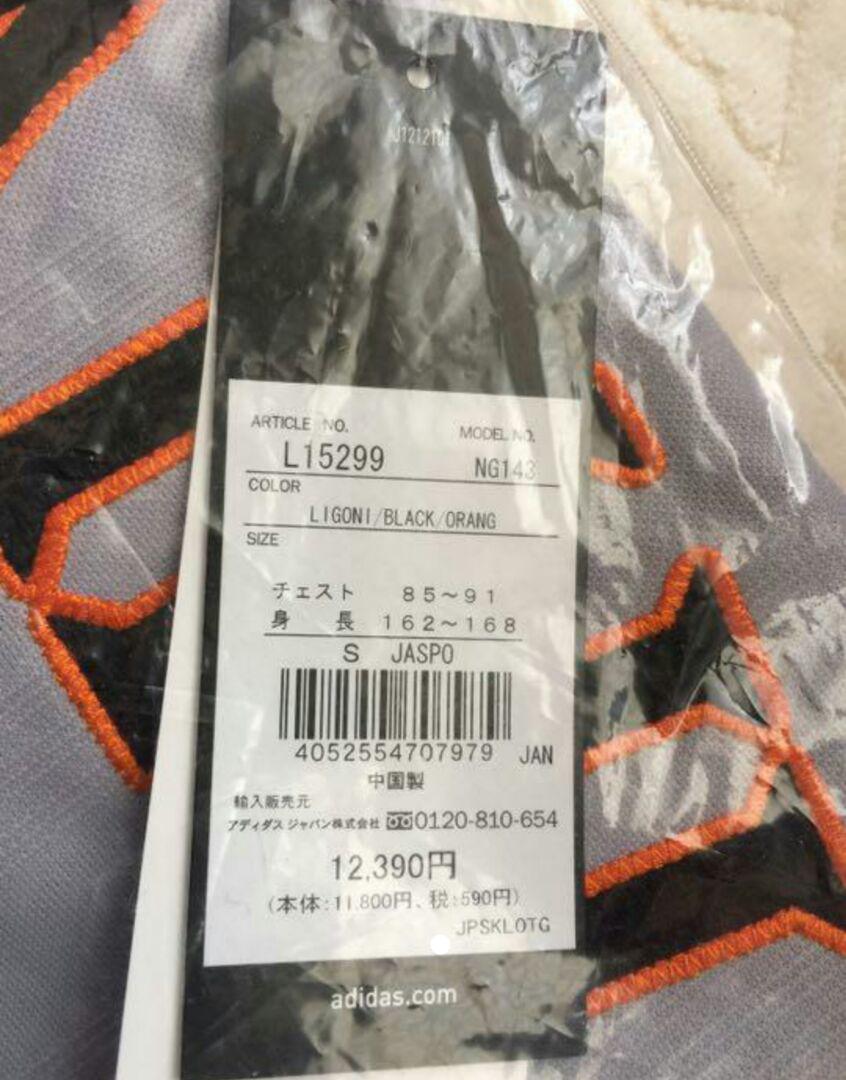 ARTICLE NO.
MODEL NO.
L15299
NG143
COLOR
LIGONI/BLACK/ORANG
SIZE
チェスト 85~91
身長 162~168
S JASPO
4052554707979 JAN
中国製
輸入販売元
アディダス ジャパン株式会社 0120-810-654
12,390円
(本体:11.800円、税:590円)
JPSKLOTG
adidas.com